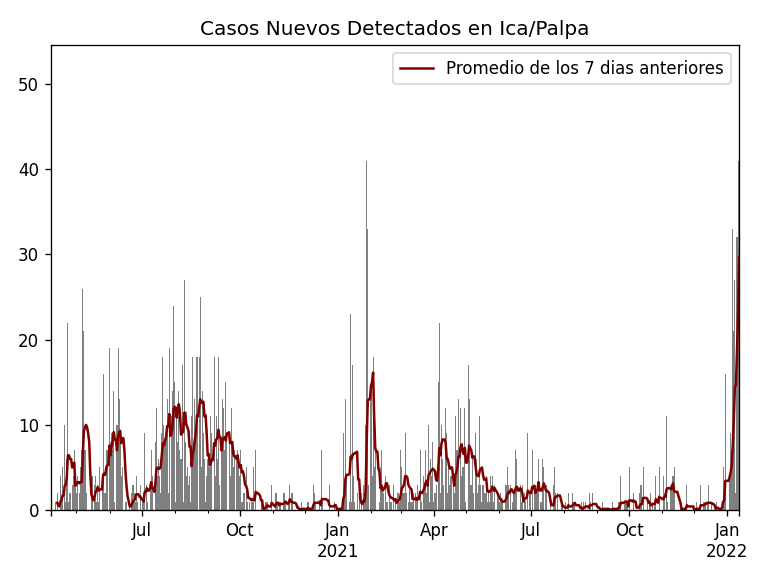 Casos Nuevos Detectados en Ica/Palpa
Promedio de los 7 dias anteriores
50
40
30
20
10
0
Jul
Oct
Jan
2021
Apr
Jul
Oct
Jan
2022